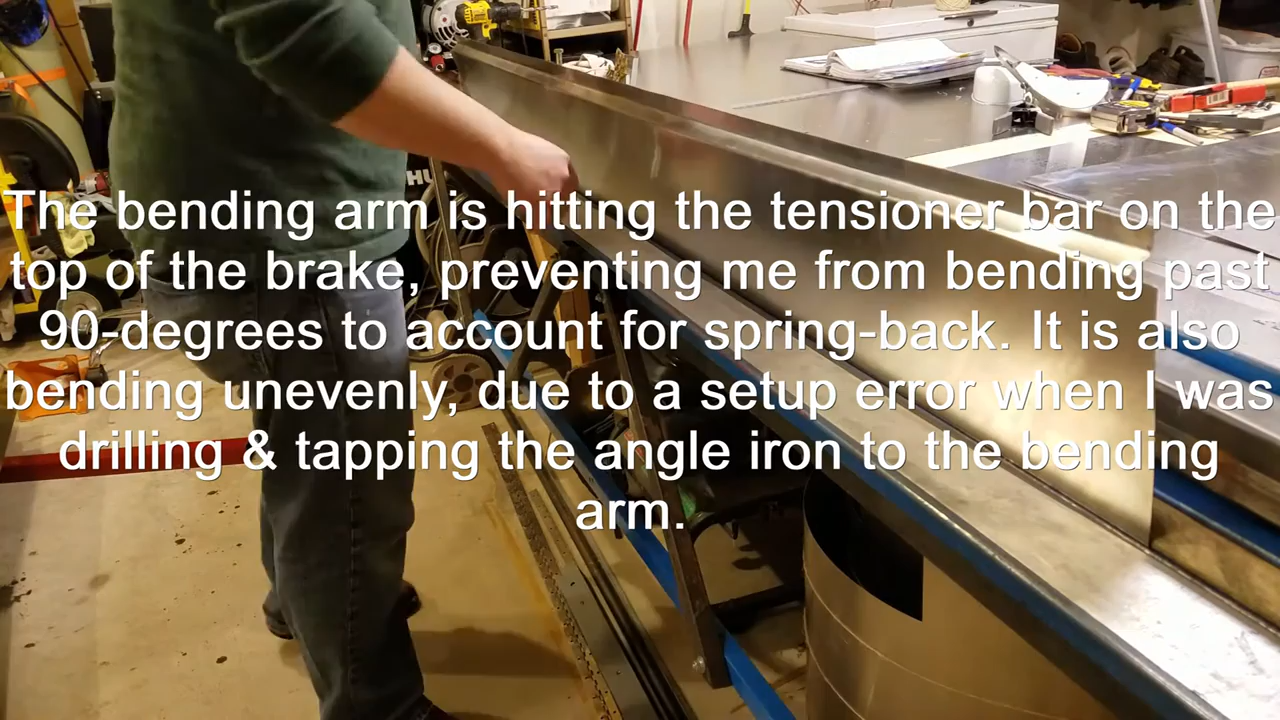 The bending arm is hitting the tensioner bar on the
top of the brake, preventing me from bending past
90-degrees to account for spring-back. It is also
bending unevenly, due to a setup error when I was
drilling & tapping the angle iron to the bending
arm.
HU